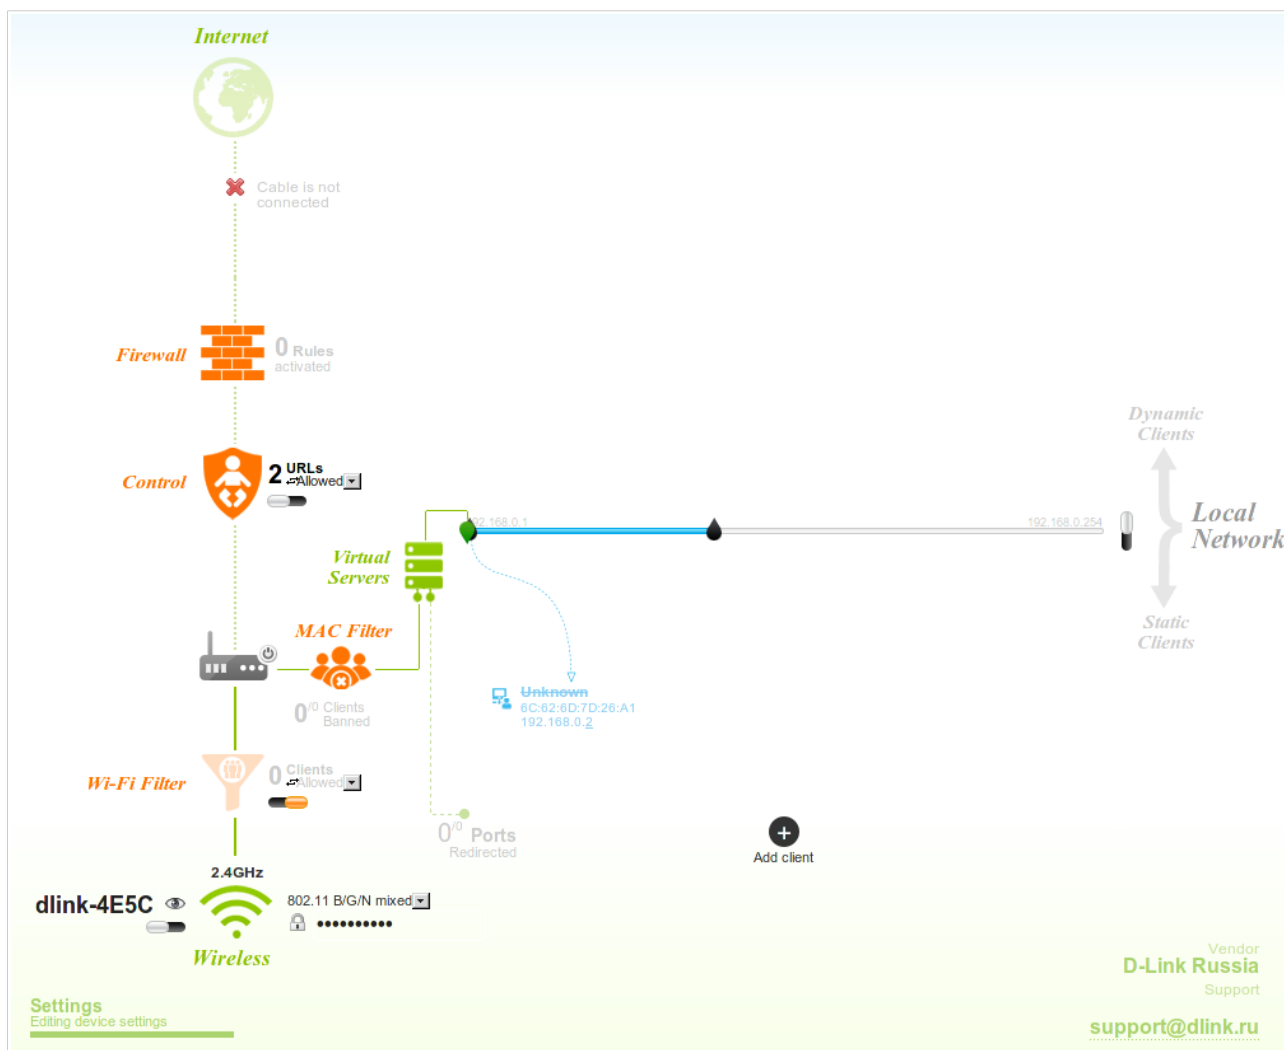 Internet
Cable is not
connected
Firewall
0 Rules
activated
Dynamic
Clients
Control
2 URLs
Allowed
192.168.0.1
192.168.0.254
Local
Network
Virtual
Servers
MAC Filter
Static
Clients
0/0 Clients
Banned
Unknown
6C:62:6D:7D:26:A1
192.168.0.2
Wi-Fi Filter
0 Clients
Allowed
0/0 Ports
Redirected
Add client
2.4GHz
dlink-4E5C
802.11 B/G/N mixed
••••••••••
Wireless
Vendor
D-Link Russia
Support
support@dlink.ru
Settings
Editing device settings